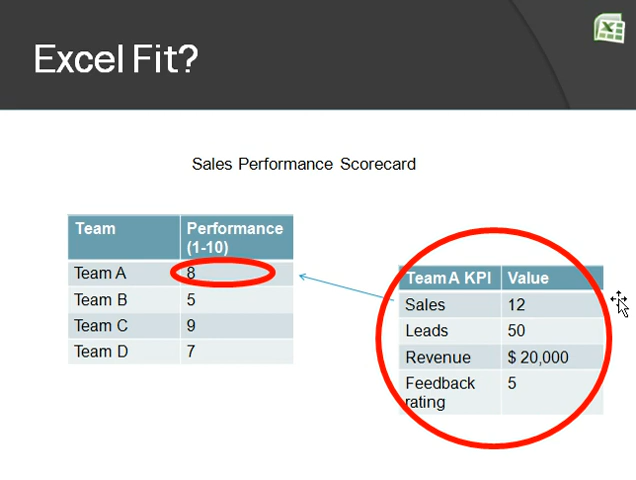 Excel Fit?
Sales Performance Scorecard
Team Performance
(1-10)
Team A 8
Team B 5
Team C 9
Team D 7
Team A KPI Value
Sales 12
Leads 50
Revenue $ 20,000
Feedback 5
rating